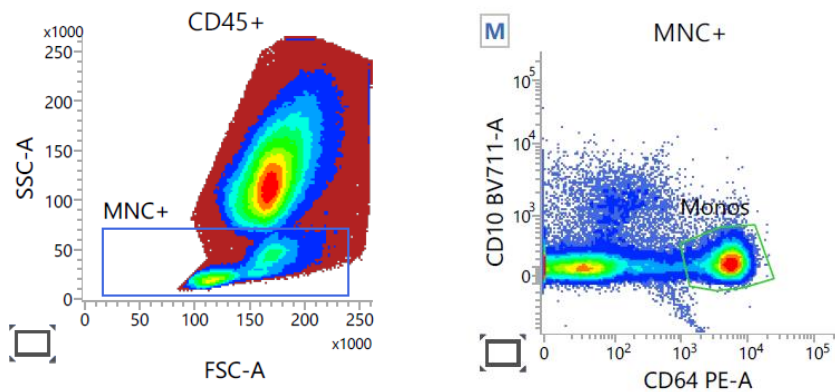 CD45+
x1000
250
200
150
100
50
0
SSC-A
MNC+
0 50 100 150 200 250
x1000
FSC-A
M
MNC+
10⁵
10⁴
10³
0
CD10 BV711-A
Monos
0 10² 10³ 10⁴ 10⁵
CD64 PE-A